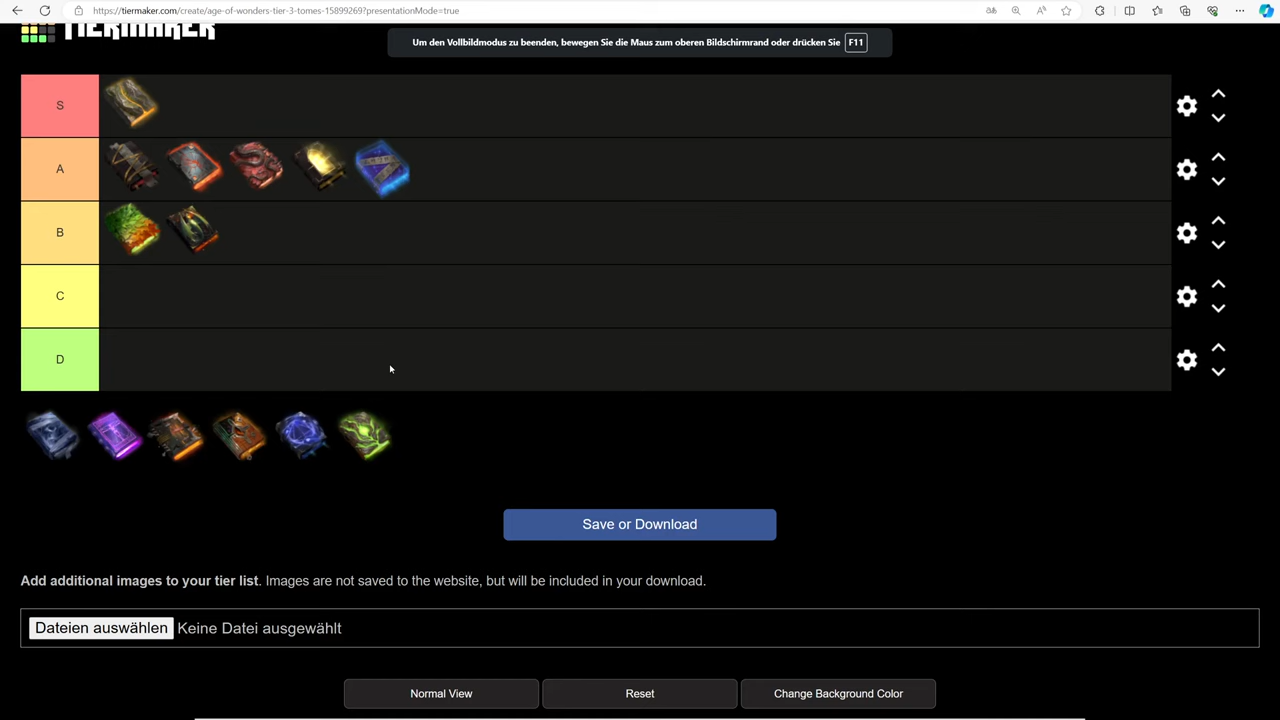 https://tiermaker.com/create/age-of-wonders-tier-3-tomes-15899269?presentationMode=true
TIERMAKER
Um den Vollbildmodus zu beenden, bewegen Sie die Maus zum oberen Bildschirmrand oder drücken Sie F11
S
A
B
C
D
Save or Download
Add additional images to your tier list. Images are not saved to the website, but will be included in your download.
Dateien auswählen Keine Datei ausgewählt
Normal View Reset Change Background Color